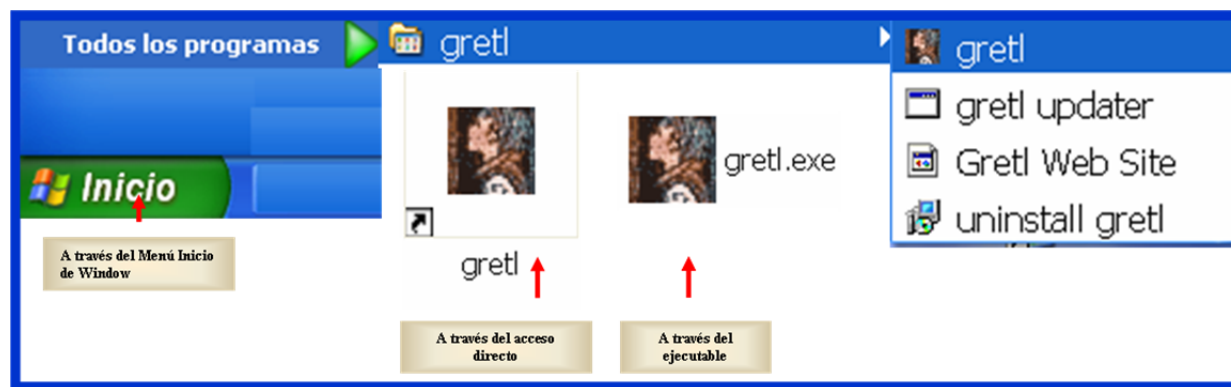 Todos los programas
gretl
gretl
gretl updater
Gretl Web Site
uninstall gretl
gretl.exe
Inicio
gretl
A través del Menú Inicio
de Window
A través del acceso
directo
A través del
ejecutable